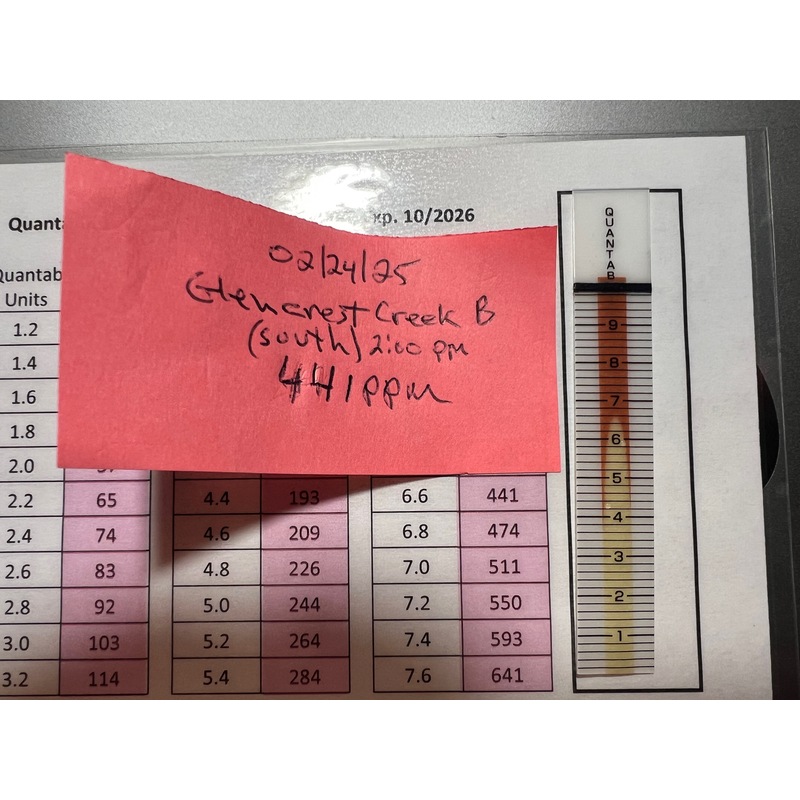 Quanta
xp. 10/2026
Quantab
Units
1.2
1.4
1.6
1.8
2.0
2.2 65 4.4 193 6.6 441
2.4 74 4.6 209 6.8 474
2.6 83 4.8 226 7.0 511
2.8 92 5.0 244 7.2 550
3.0 103 5.2 264 7.4 593
3.2 114 5.4 284 7.6 641
02/24/25
Glencrest Creek B
(south) 2:00 pm
441 ppm
QUANTAB
9
8
7
6
5
4
3
2
1